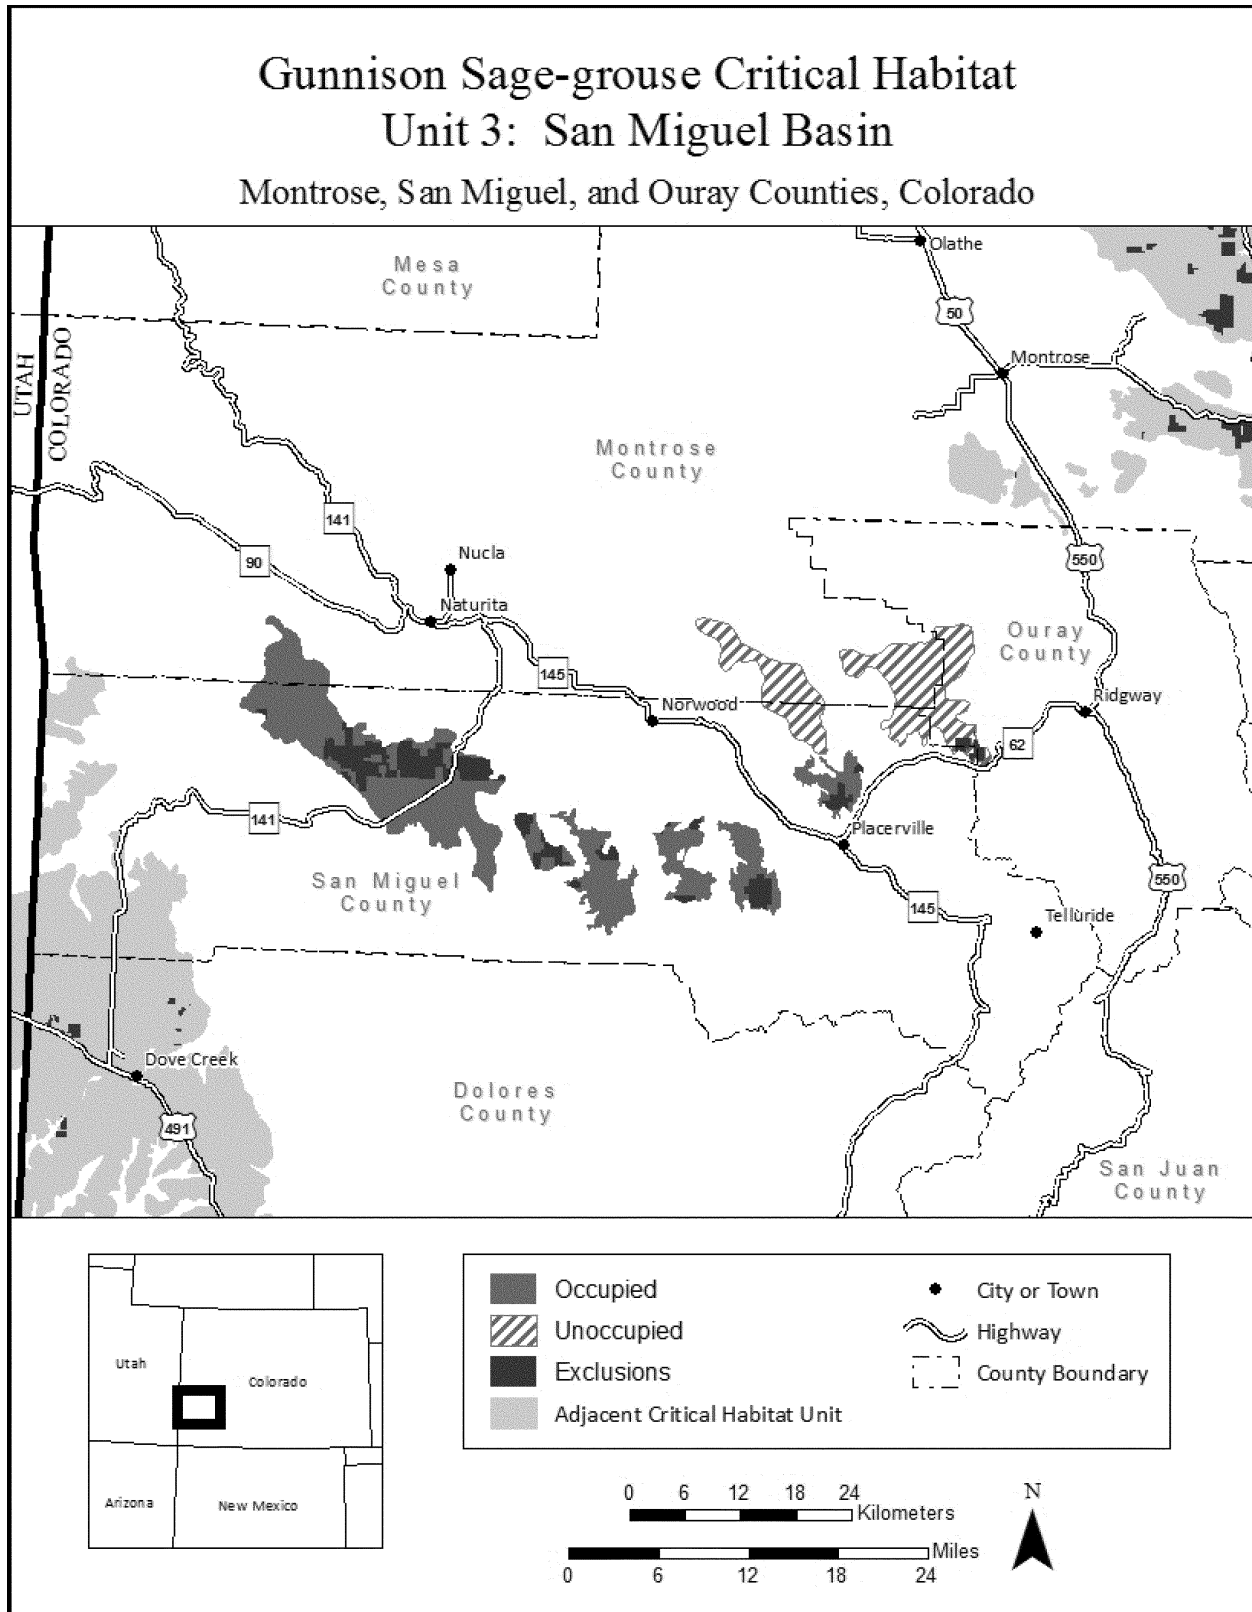 Gunnison Sage-grouse Critical Habitat
Unit 3:  San Miguel Basin
Montrose, San Miguel, and Ouray Counties, Colorado
Olathe
Mesa
County
50
UTAH
COLORADO
Montrose
Montrose
County
141
90
Nucla
550
Naturita
Ouray
County
145
Norwood
Ridgway
62
141
Placerville
San Miguel
County
550
145
Telluride
Dove Creek
Dolores
County
491
San Juan
County
Utah
Colorado
Arizona
New Mexico
Occupied
Unoccupied
Exclusions
Adjacent Critical Habitat Unit
City or Town
Highway
County Boundary
0 6 12 18 24
Kilometers
N
Miles
0 6 12 18 24